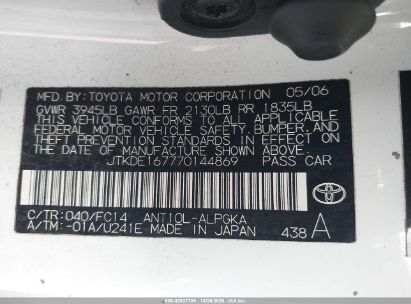 MFD.BY:TOYOTA MOTOR CORPORATION 05/06
GVWR 3945LB GAWR FR 2130LB RR 1835LB
THIS VEHICLE CONFORMS TO ALL APPLICABLE
FEDERAL MOTOR VEHICLE SAFETY,BUMPER,AND
THEFT PREVENTION STANDARDS IN EFFECT ON
THE DATE OF MANUFACTURE SHOWN ABOVE.
JTKDE167770144869 PASS CAR
C/TR:040/FC14 ANT10L-ALPGKA
A/TM:-01A/U241E MADE IN JAPAN 438 A
TOYOTA